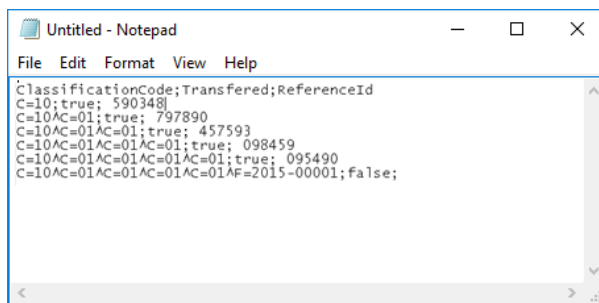 Untitled - Notepad
File Edit Format View Help
ClassificationCode;Transfered;ReferenceId
C=10;true; 590348
C=10^C=01;true; 797890
C=10^C=01^C=01;true; 457593
C=10^C=01^C=01^C=01;true; 098459
C=10^C=01^C=01^C=01^C=01;true; 095490
C=10^C=01^C=01^C=01^C=01^F=2015-00001;false;